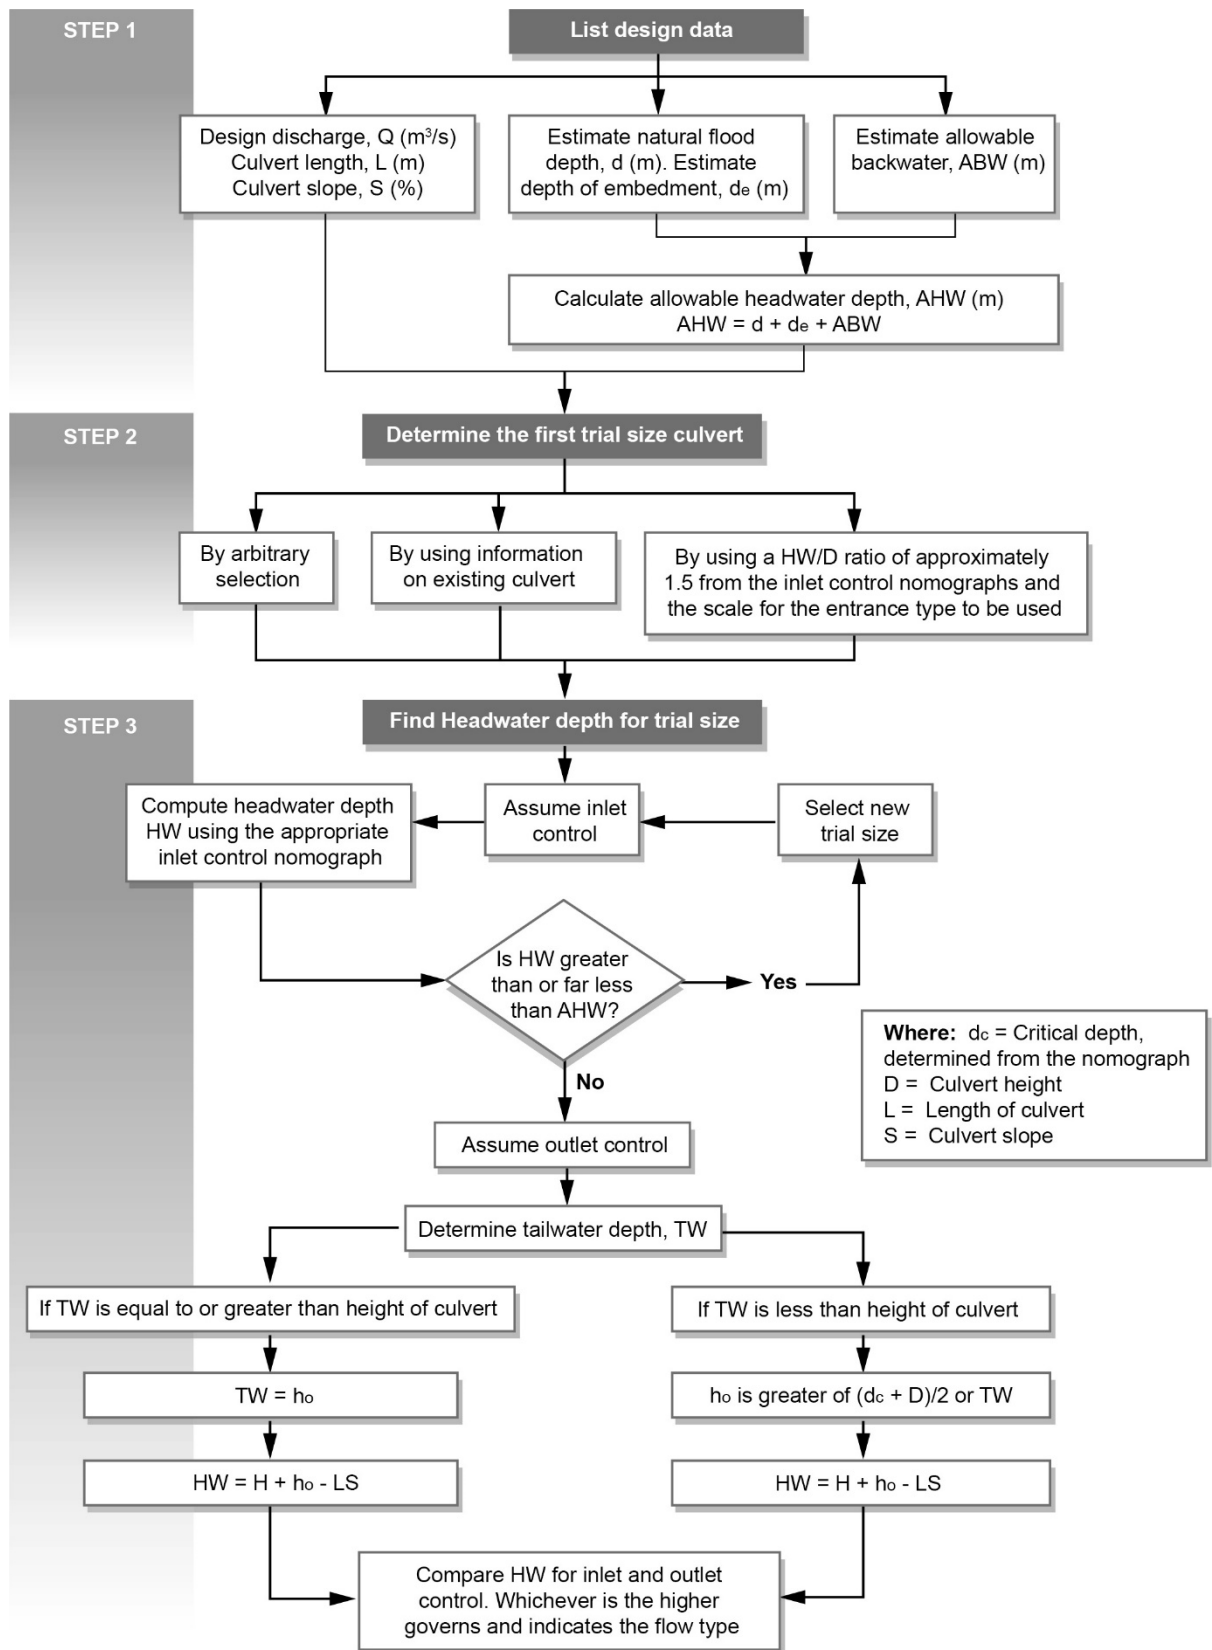 STEP 1
List design data
Design discharge, Q (m³/s)
Culvert length, L (m)
Culvert slope, S (%)
Estimate natural flood
depth, d (m). Estimate
depth of embedment, dₑ (m)
Estimate allowable
backwater, ABW (m)
Calculate allowable headwater depth, AHW (m)
AHW = d + dₑ + ABW
STEP 2
Determine the first trial size culvert
By arbitrary
selection
By using information
on existing culvert
By using a HW/D ratio of approximately
1.5 from the inlet control nomographs and
the scale for the entrance type to be used
STEP 3
Find Headwater depth for trial size
Compute headwater depth
HW using the appropriate
inlet control nomograph
Assume inlet
control
Select new
trial size
Is HW greater
than or far less
than AHW?
Yes
No
Where: dc = Critical depth,
determined from the nomograph
D = Culvert height
L = Length of culvert
S = Culvert slope
Assume outlet control
Determine tailwater depth, TW
If TW is equal to or greater than height of culvert
If TW is less than height of culvert
TW = hₒ
hₒ is greater of (dc + D)/2 or TW
HW = H + hₒ - LS
HW = H + hₒ - LS
Compare HW for inlet and outlet
control. Whichever is the higher
governs and indicates the flow type